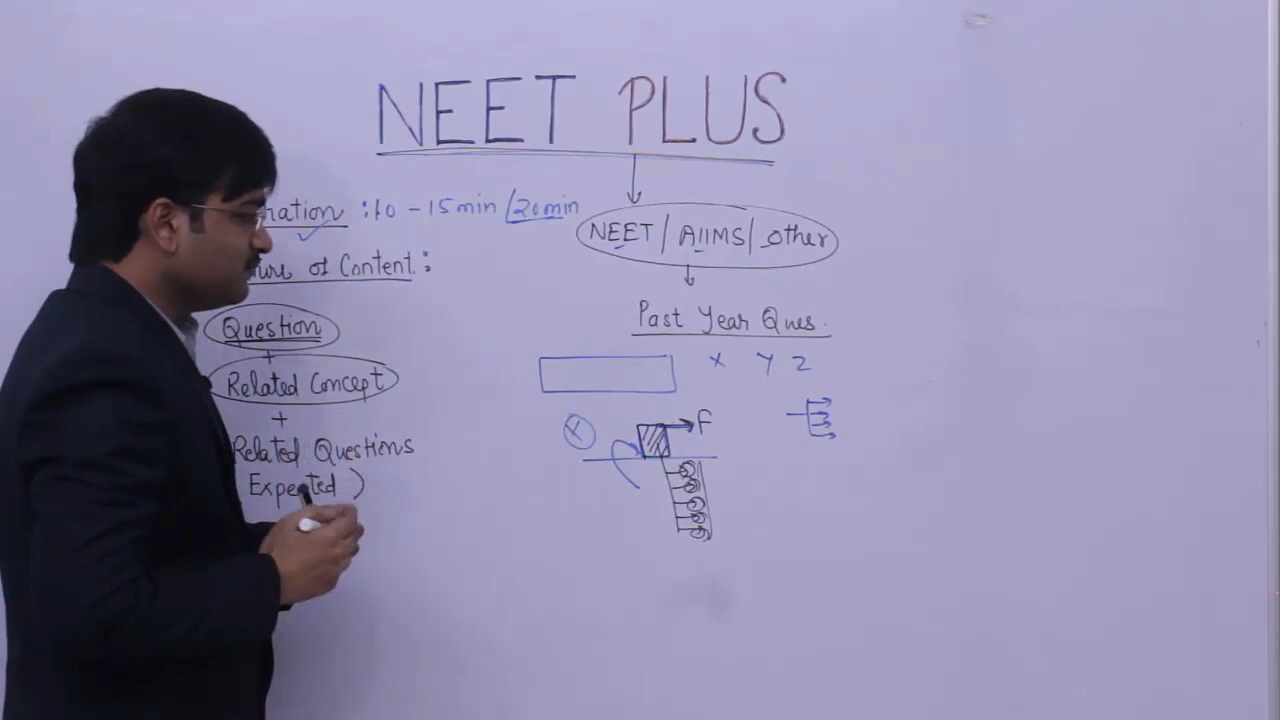 NEET PLUS
: 10 - 15 min / 20 min
NEET / AIIMS / Other
of Content :
Past Year Ques.
Question
X Y Z
+
Related Concept
+
X
F
Related Questions
Expected )